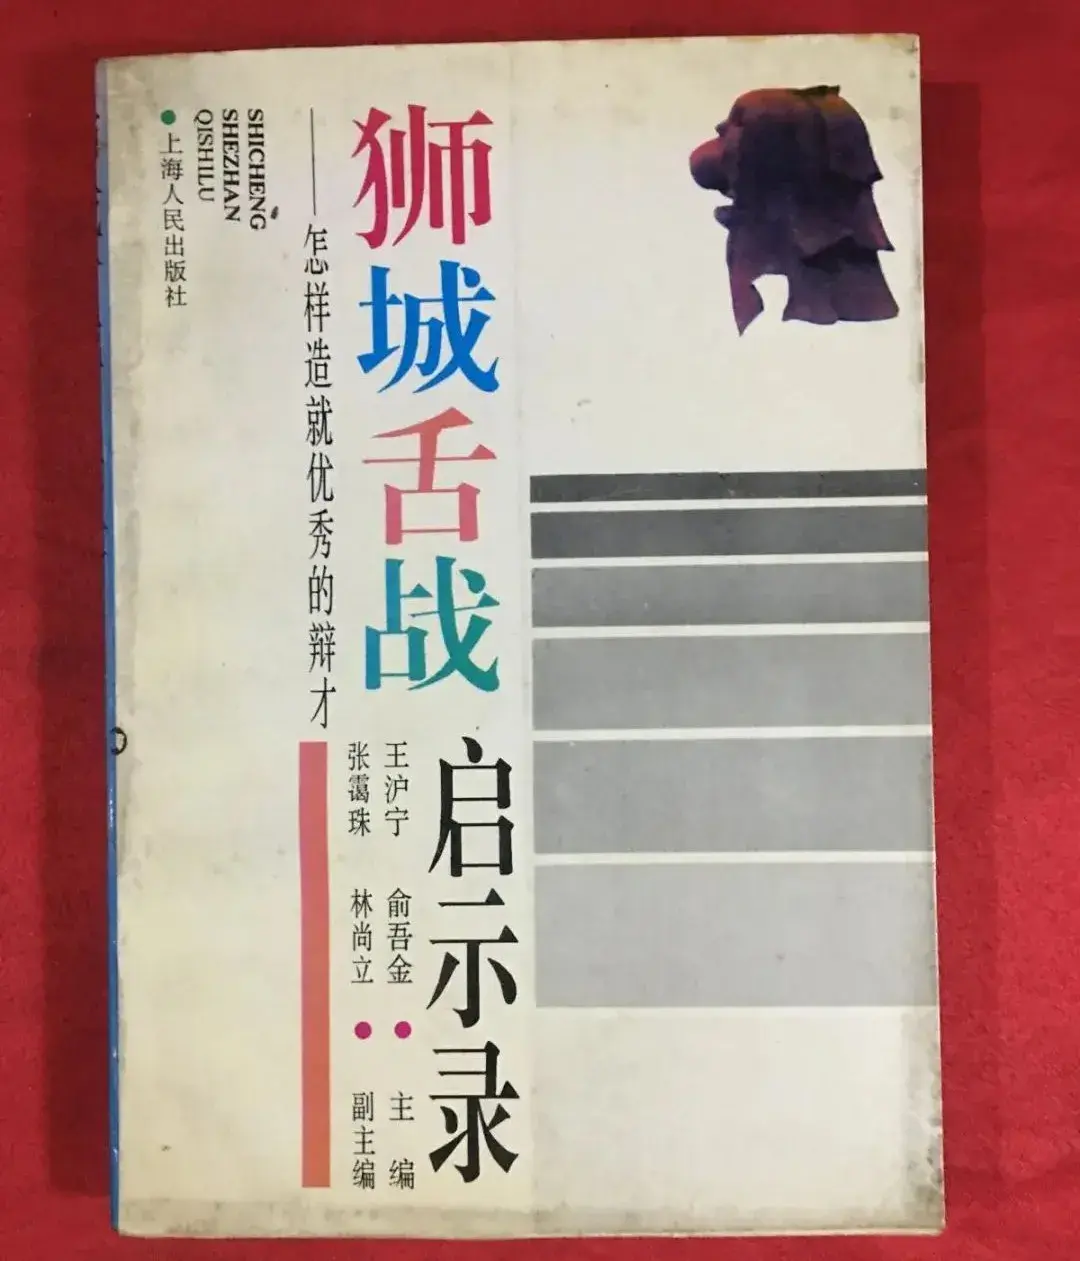 狮城舌战
启示录
——怎样造就优秀的辩才
王沪宁 俞吾金 • 主编
张霭珠 林尚立 • 副主编
SHICHENG
SHEZHAN
QISHILU
•上海人民出版社